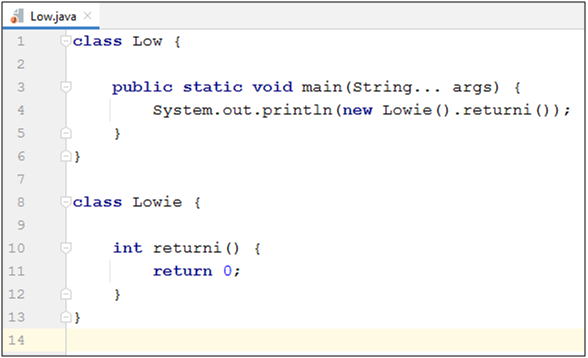 Low.java
1 class Low {
2
3     public static void main(String... args) {
4         System.out.println(new Lowie().returni());
5     }
6 }
7
8 class Lowie {
9
10     int returni() {
11         return 0;
12     }
13 }
14